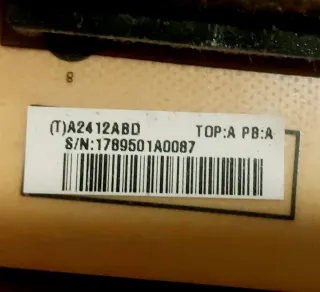 8
(T)A2412ABD TOP:A PB:A
S/N:1789501A0087